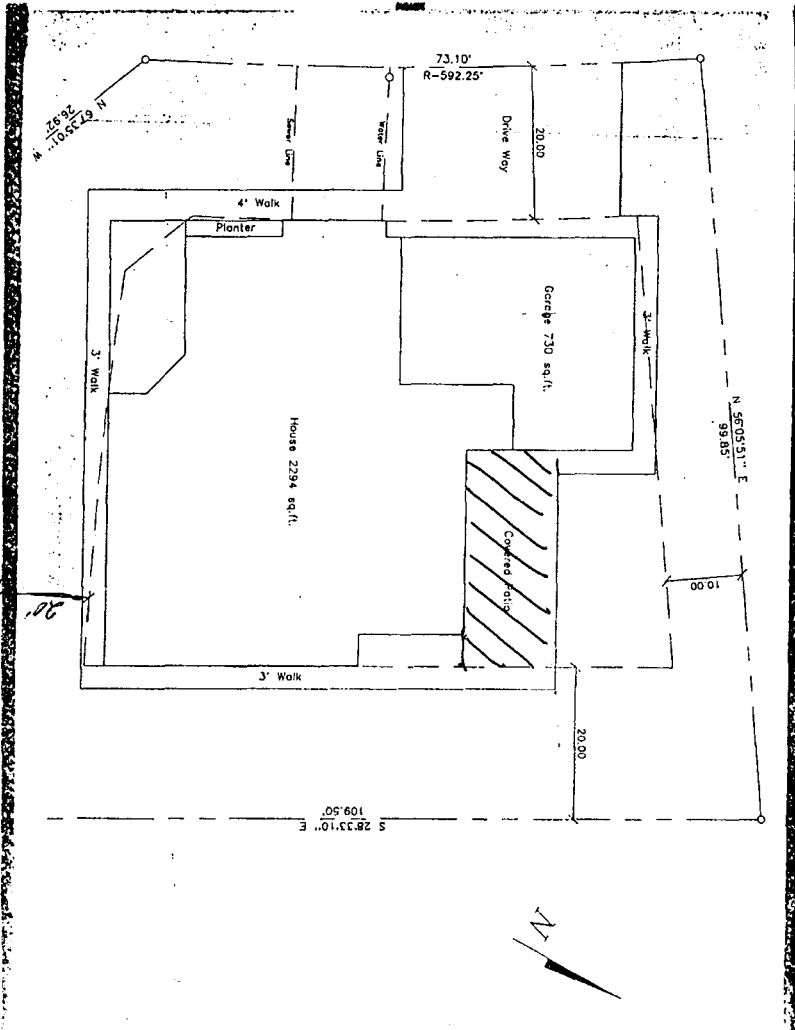 73.10'
R-592.25'
N 67°35'01" W
26.92'
Sewer Line
Water Line
Drive Way
20.00
4' Walk
Planter
Garage 730 sq.ft.
3' Walk
3' Walk
N 56°05'51" E
99.85'
House 2294 sq.ft.
Covered Patio
10.00
20'
3' Walk
20.00
S 28°33'10" E
109.50'
N